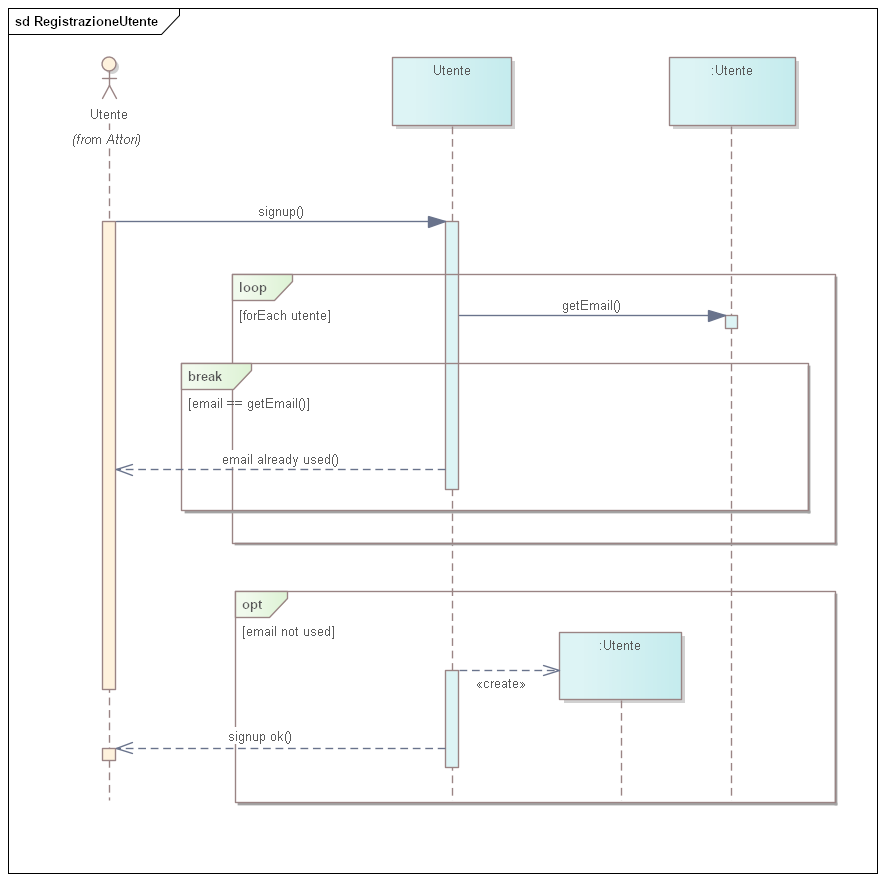 sd RegistrazioneUtente
Utente
:Utente
Utente
(from Attori)
signup()
loop
[forEach utente]
getEmail()
break
[email == getEmail()]
email already used()
opt
[email not used]
:Utente
«create»
signup ok()